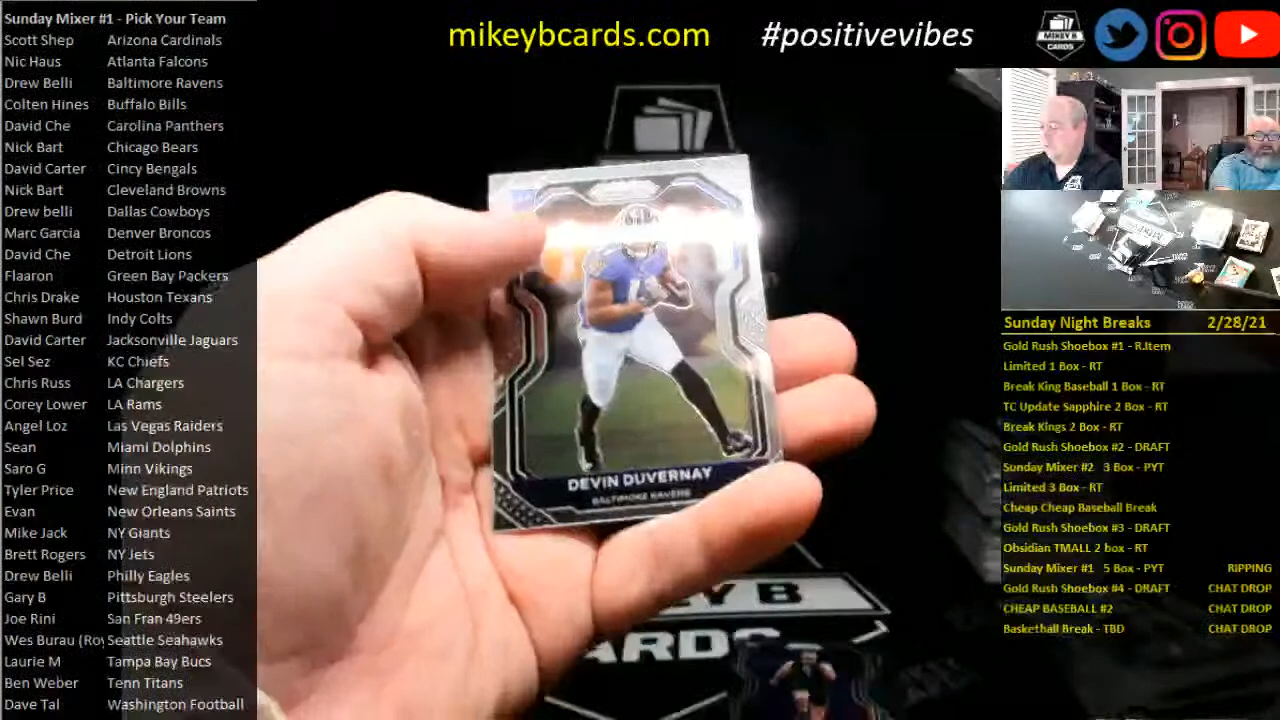 Sunday Mixer #1 - Pick Your Team
Scott Shep Arizona Cardinals
Nic Haus Atlanta Falcons
Drew Belli Baltimore Ravens
Colten Hines Buffalo Bills
David Che Carolina Panthers
Nick Bart Chicago Bears
David Carter Cincy Bengals
Nick Bart Cleveland Browns
Drew belli Dallas Cowboys
Marc Garcia Denver Broncos
David Che Detroit Lions
Flaaron Green Bay Packers
Chris Drake Houston Texans
Shawn Burd Indy Colts
David Carter Jacksonville Jaguars
Sel Sez KC Chiefs
Chris Russ LA Chargers
Corey Lower LA Rams
Angel Loz Las Vegas Raiders
Sean Miami Dolphins
Saro G Minn Vikings
Tyler Price New England Patriots
Evan New Orleans Saints
Mike Jack NY Giants
Brett Rogers NY Jets
Drew Belli Philly Eagles
Gary B Pittsburgh Steelers
Joe Rini San Fran 49ers
Wes Burau (Ro Seattle Seahawks
Laurie M Tampa Bay Bucs
Ben Weber Tenn Titans
Dave Tal Washington Football
mikeybcards.com #positivevibes
MIKEY B
CARDS
DEVIN DUVERNAY
BALTIMORE RAVENS
EY B
ARDS
Sunday Night Breaks 2/28/21
Gold Rush Shoebox #1 - R.Item
Limited 1 Box - RT
Break King Baseball 1 Box - RT
TC Update Sapphire 2 Box - RT
Break Kings 2 Box - RT
Gold Rush Shoebox #2 - DRAFT
Sunday Mixer #2 3 Box - PYT
Limited 3 Box - RT
Cheap Cheap Baseball Break
Gold Rush Shoebox #3 - DRAFT
Obsidian TMALL 2 box - RT
Sunday Mixer #1 5 Box - PYT RIPPING
Gold Rush Shoebox #4 - DRAFT CHAT DROP
CHEAP BASEBALL #2 CHAT DROP
Basketball Break - TBD CHAT DROP